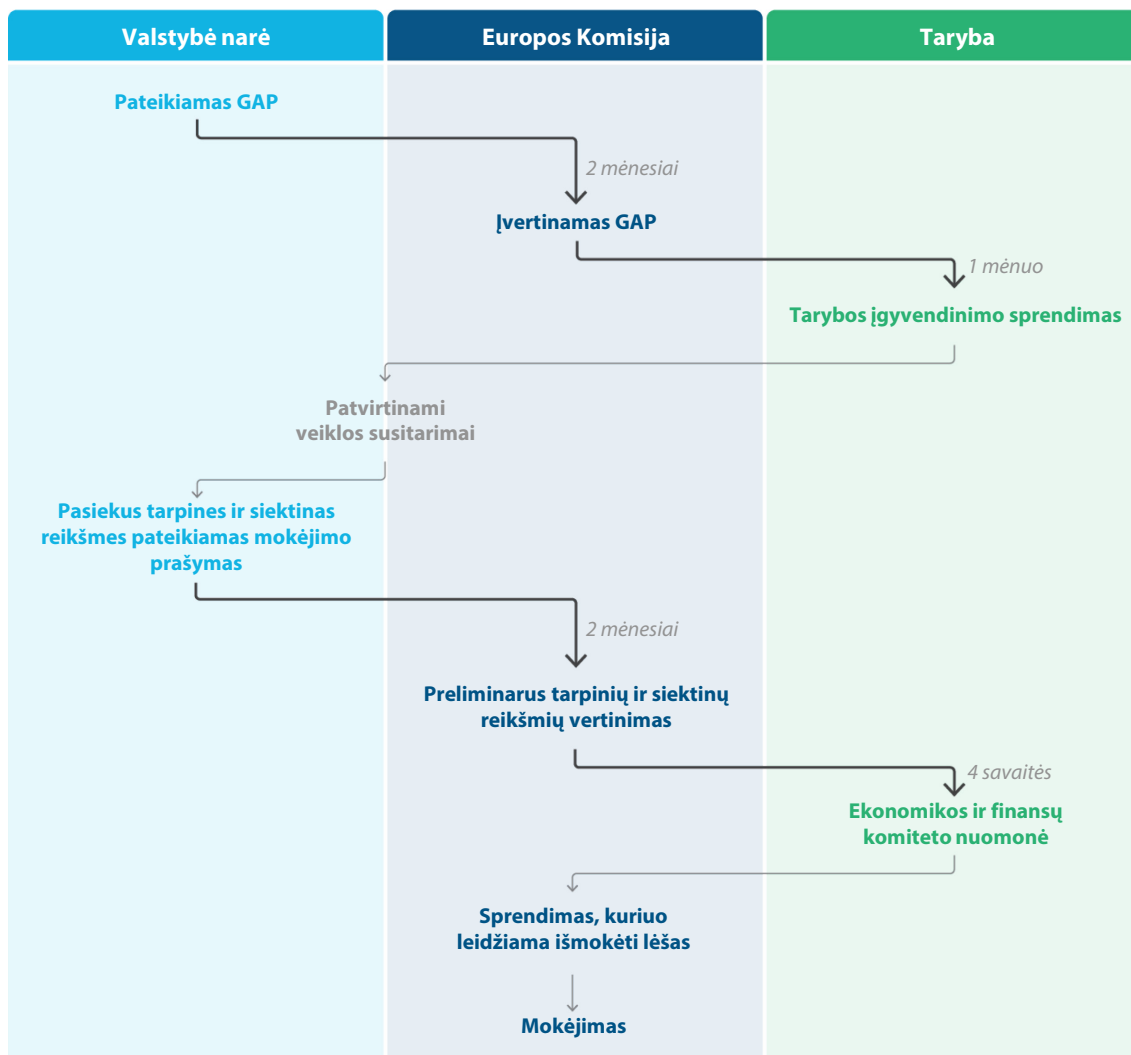 Valstybė narė
Europos Komisija
Taryba
Pateikiamas GAP
2 mėnesiai
Įvertinamas GAP
1 mėnuo
Tarybos įgyvendinimo sprendimas
Patvirtinami
veiklos susitarimai
Pasiekus tarpines ir siektinas
reikšmes pateikiamas mokėjimo
prašymas
2 mėnesiai
Preliminarus tarpinių ir siektinų
reikšmių vertinimas
4 savaitės
Ekonomikos ir finansų
komiteto nuomonė
Sprendimas, kuriuo
leidžiama išmokėti lėšas
Mokėjimas